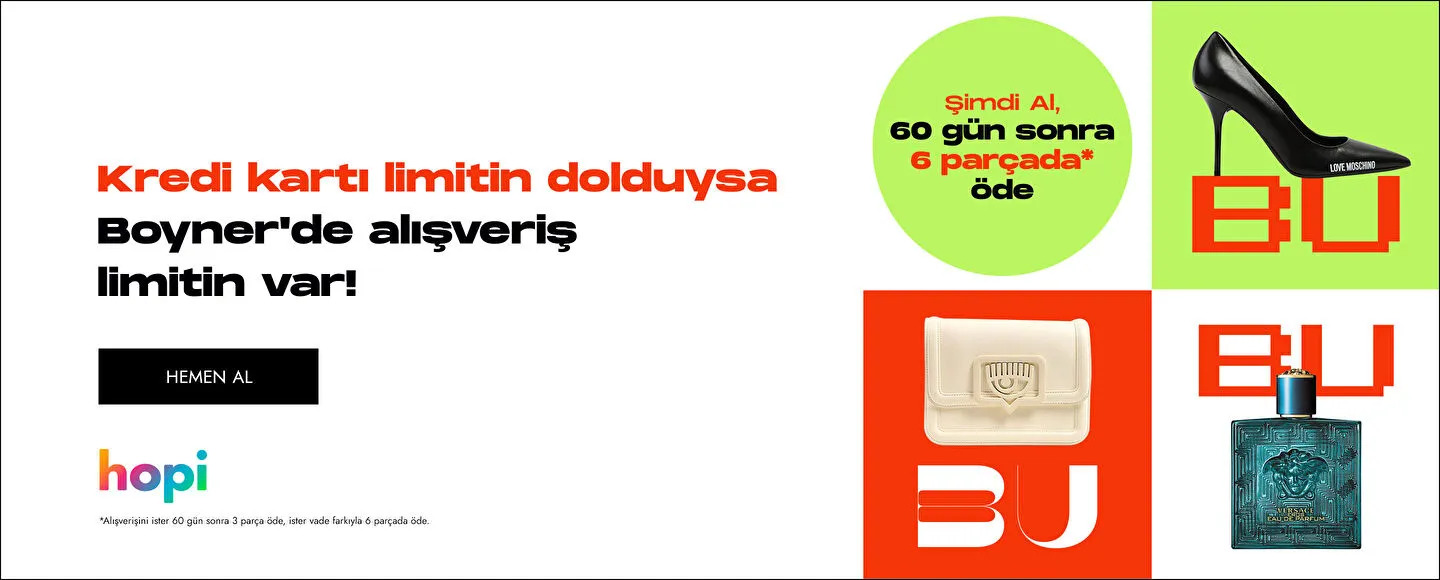 Kredi kartı limitin dolduysa
Boyner'de alışveriş
limitin var!
HEMEN AL
hopi
*Alışverişini ister 60 gün sonra 3 parça öde, ister vade farkıyla 6 parçada öde.
Şimdi Al,
60 gün sonra
6 parçada*
öde
LOVE MOSCHINO
BU
BU
BU
VERSACE
EROS
EAU DE PARFUM